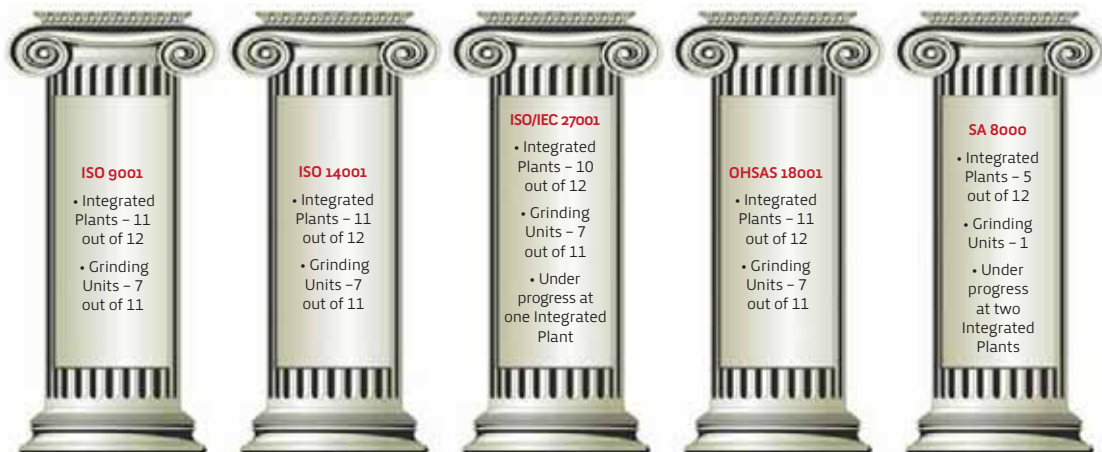 ISO 9001
• Integrated
Plants – 11
out of 12
• Grinding
Units – 7
out of 11
ISO 14001
• Integrated
Plants – 11
out of 12
• Grinding
Units –7
out of 11
ISO/IEC 27001
• Integrated
Plants – 10
out of 12
• Grinding
Units – 7
out of 11
• Under
progress at
one Integrated
Plant
OHSAS 18001
• Integrated
Plants – 11
out of 12
• Grinding
Units – 7
out of 11
SA 8000
• Integrated
Plants – 5
out of 12
• Grinding
Units – 1
• Under
progress
at two
Integrated
Plants